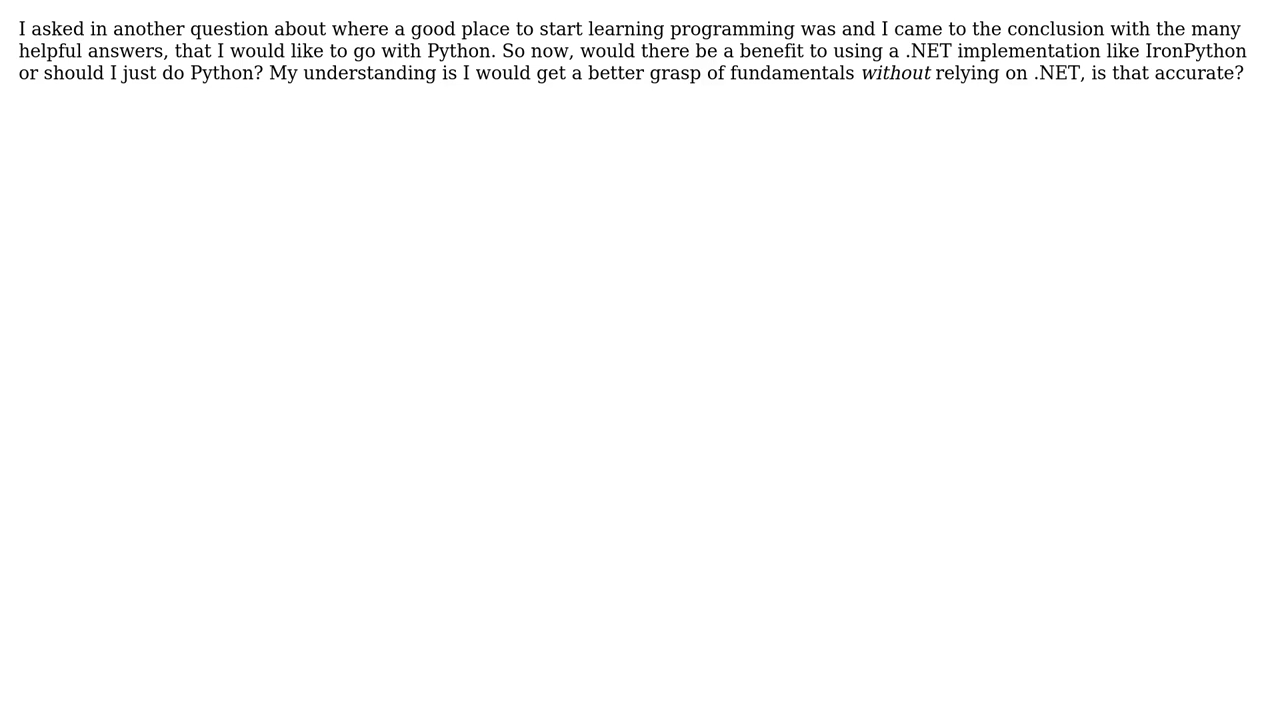 I asked in another question about where a good place to start learning programming was and I came to the conclusion with the many
helpful answers, that I would like to go with Python. So now, would there be a benefit to using a .NET implementation like IronPython
or should I just do Python? My understanding is I would get a better grasp of fundamentals without relying on .NET, is that accurate?